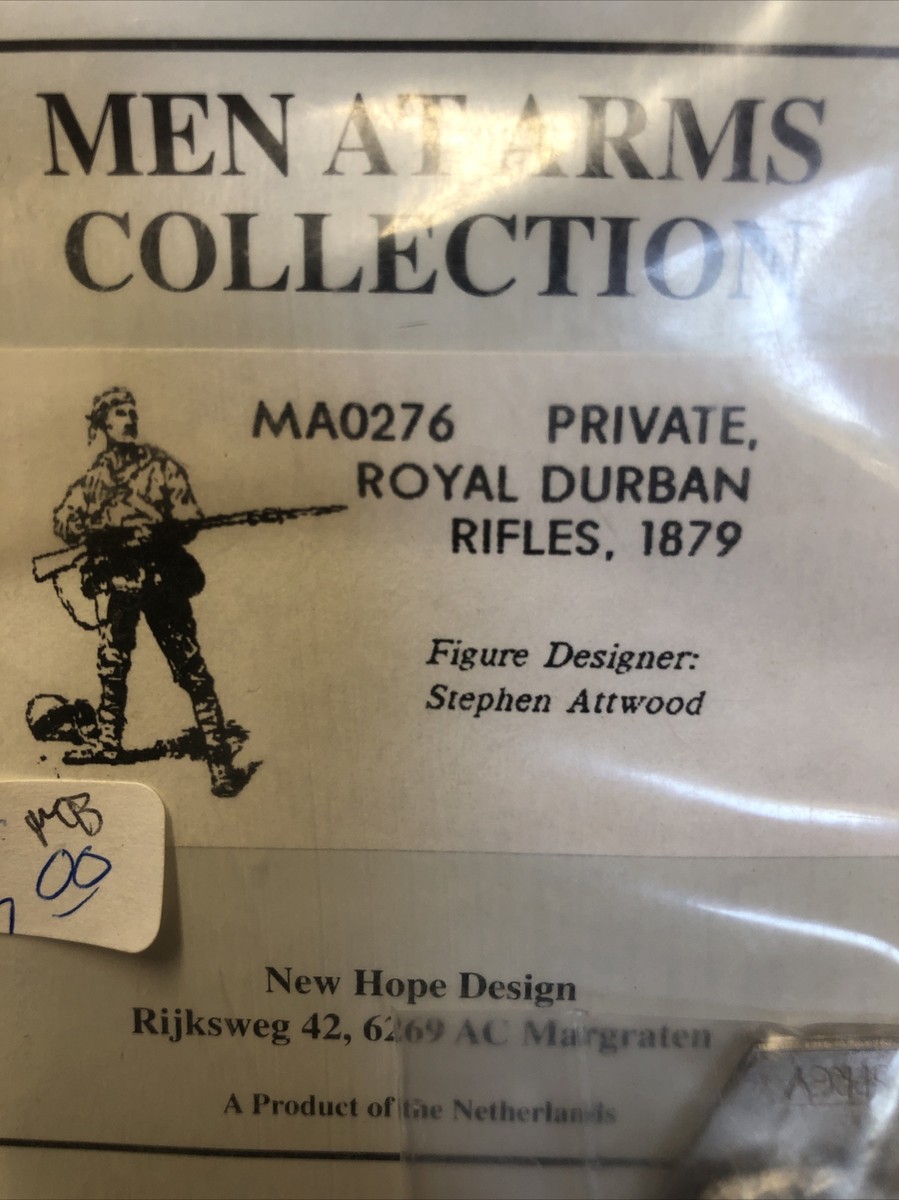 MEN AT ARMS
COLLECTION
MA0276 PRIVATE,
ROYAL DURBAN
RIFLES, 1879
Figure Designer:
Stephen Attwood
00
New Hope Design
Rijksweg 42, 6269 AC Margraten
A Product of the Netherlands